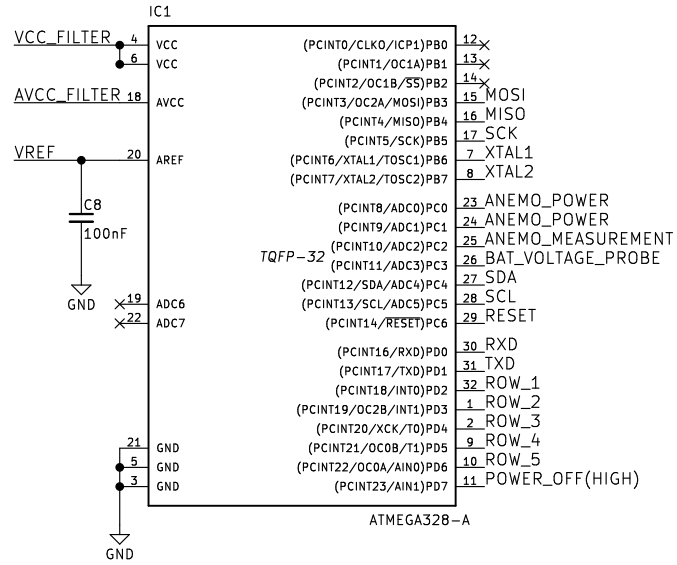 IC1
VCC_FILTER 4 VCC (PCINT0/CLKO/ICP1)PB0 12
6 VCC (PCINT1/OC1A)PB1 13
(PCINT2/OC1B/SS)PB2 14
AVCC_FILTER 18 AVCC (PCINT3/OC2A/MOSI)PB3 15 MOSI
(PCINT4/MISO)PB4 16 MISO
(PCINT5/SCK)PB5 17 SCK
VREF 20 AREF (PCINT6/XTAL1/TOSC1)PB6 7 XTAL1
(PCINT7/XTAL2/TOSC2)PB7 8 XTAL2
C8 (PCINT8/ADC0)PC0 23 ANEMO_POWER
100nF (PCINT9/ADC1)PC1 24 ANEMO_POWER
(PCINT10/ADC2)PC2 25 ANEMO_MEASUREMENT
TQFP-32
(PCINT11/ADC3)PC3 26 BAT_VOLTAGE_PROBE
(PCINT12/SDA/ADC4)PC4 27 SDA
GND
19 ADC6 (PCINT13/SCL/ADC5)PC5 28 SCL
22 ADC7 (PCINT14/RESET)PC6 29 RESET
(PCINT16/RXD)PD0 30 RXD
(PCINT17/TXD)PD1 31 TXD
(PCINT18/INT0)PD2 32 ROW_1
(PCINT19/OC2B/INT1)PD3 1 ROW_2
(PCINT20/XCK/T0)PD4 2 ROW_3
21 GND (PCINT21/OC0B/T1)PD5 9 ROW_4
5 GND (PCINT22/OC0A/AIN0)PD6 10 ROW_5
3 GND (PCINT23/AIN1)PD7 11 POWER_OFF(HIGH)
ATMEGA328-A
GND